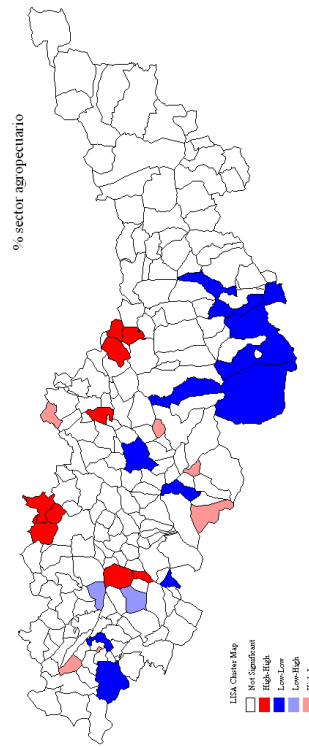 % sector agropecuario
LISA Cluster Map
Not Significant
High-High
Low-Low
Low-High